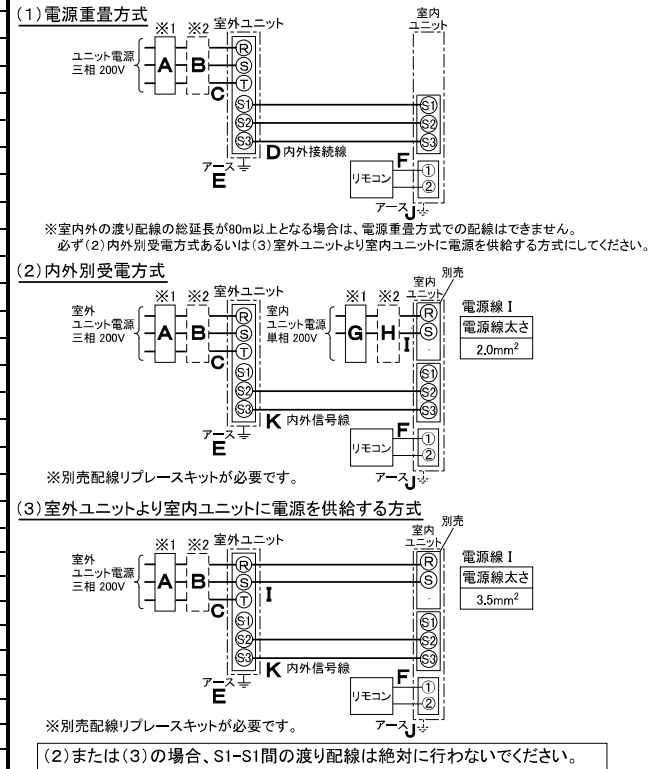 (1)電源重畳方式
※1 ※2 室外ユニット 室内ユニット
ユニット電源
三相 200V
A B C
R
S
T
S1 S1
S2 S2
S3 S3
D 内外接続線
アース
E
F
リモコン
①
②
アース J
※室内外の渡り配線の総延長が80m以上となる場合は、電源重畳方式での配線はできません。
必ず(2)内外別受電方式あるいは(3)室外ユニットより室内ユニットに電源を供給する方式にしてください。
(2)内外別受電方式
※1 ※2 室外ユニット ※1 ※2 室内ユニット 別売
室外
ユニット電源
三相 200V
A B C
R
S
T
S1
S2
S3
室内
ユニット電源
単相 200V
G H I
R
S
S1
S2
S3
電源線 I
電源線太さ
2.0mm²
K 内外信号線
アース
E
F
リモコン
①
②
アース J
※別売配線リプレースキットが必要です。
(3)室外ユニットより室内ユニットに電源を供給する方式
※1 ※2 室外ユニット 室内ユニット 別売
室外
ユニット電源
三相 200V
A B C
R R
S S
T
I
S1 S1
S2 S2
S3 S3
電源線 I
電源線太さ
3.5mm²
K 内外信号線
アース
E
F
リモコン
①
②
アース J
※別売配線リプレースキットが必要です。
(2)または(3)の場合、S1-S1間の渡り配線は絶対に行わないでください。